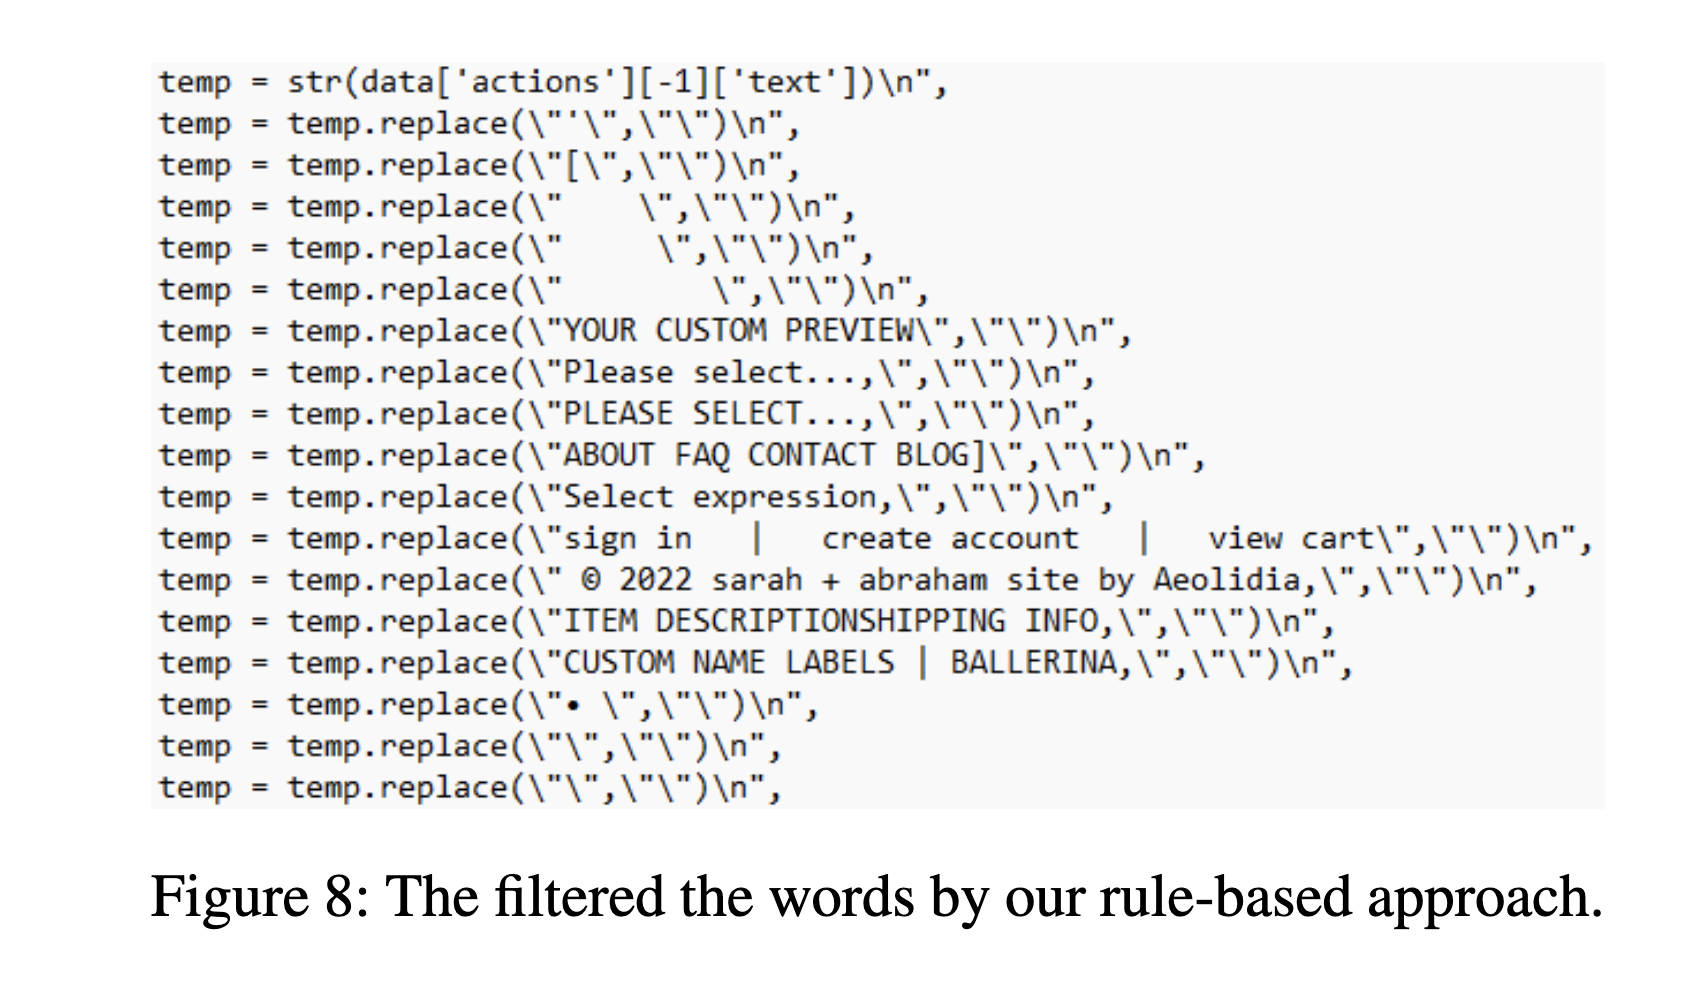 temp = str(data['actions'][-1]['text'])\n",
temp = temp.replace(\"'\",\"\")\n",
temp = temp.replace(\"[\",\"\")\n",
temp = temp.replace(\"    \",\"\")\n",
temp = temp.replace(\"     \",\"\")\n",
temp = temp.replace(\"        \",\"\")\n",
temp = temp.replace(\"YOUR CUSTOM PREVIEW\",\"\")\n",
temp = temp.replace(\"Please select...,\",\"\")\n",
temp = temp.replace(\"PLEASE SELECT...,\",\"\")\n",
temp = temp.replace(\"ABOUT FAQ CONTACT BLOG]\",\"\")\n",
temp = temp.replace(\"Select expression,\",\"\")\n",
temp = temp.replace(\"sign in   |   create account   |   view cart\",\"\")\n",
temp = temp.replace(\" © 2022 sarah + abraham site by Aeolidia,\",\"\")\n",
temp = temp.replace(\"ITEM DESCRIPTIONSHIPPING INFO,\",\"\")\n",
temp = temp.replace(\"CUSTOM NAME LABELS | BALLERINA,\",\"\")\n",
temp = temp.replace(\"• \",\"\")\n",
temp = temp.replace(\"\",\"\")\n",
temp = temp.replace(\"\",\"\")\n",
Figure 8: The filtered the words by our rule-based approach.